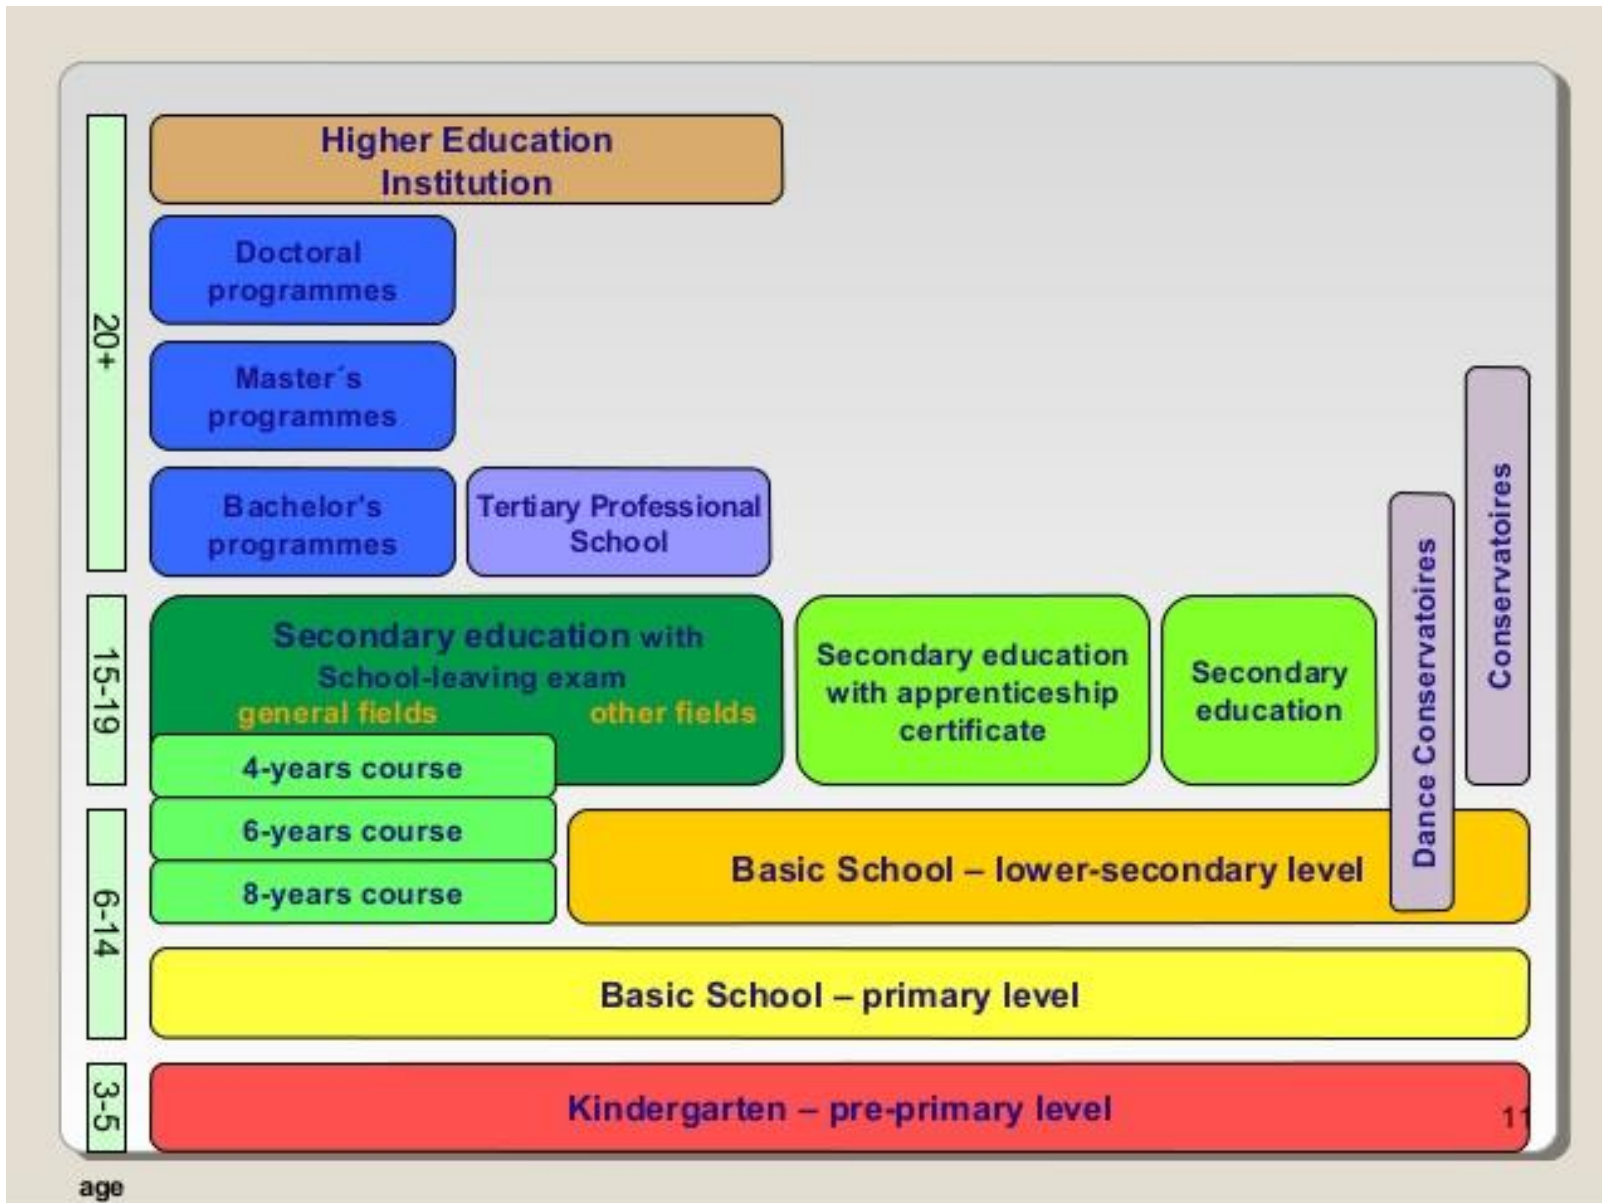 Higher Education
Institution
Doctoral
programmes
20+
Master´s
programmes
Bachelor's
programmes
Tertiary Professional
School
Conservatoires
Dance Conservatoires
15-19
Secondary education with
School-leaving exam
general fields
other fields
Secondary education
with apprenticeship
certificate
Secondary
education
4-years course
6-years course
8-years course
6-14
Basic School – lower-secondary level
Basic School – primary level
3-5
Kindergarten – pre-primary level
11
age